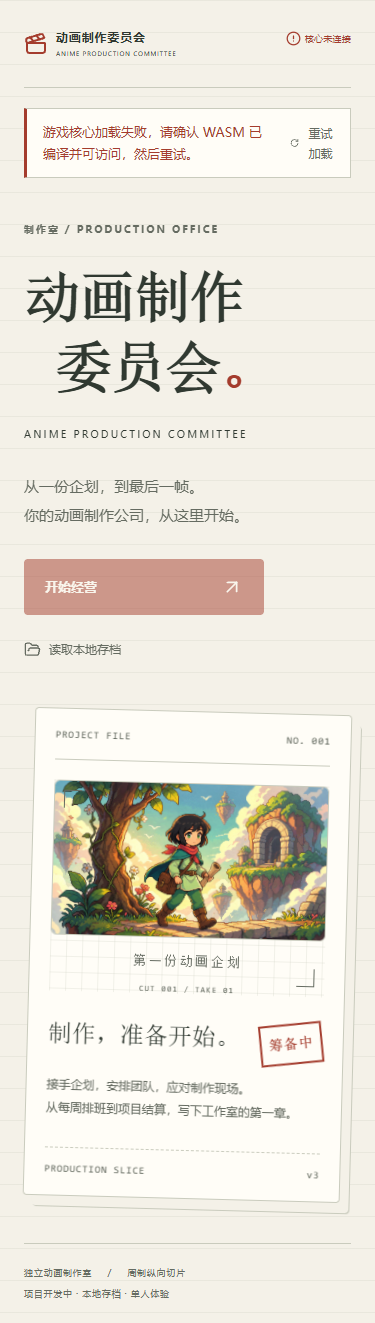 动画制作委员会
ANIME PRODUCTION COMMITTEE
核心未连接
游戏核心加载失败，请确认 WASM 已
编译并可访问，然后重试。
重试
加载
制作室 / PRODUCTION OFFICE
动画制作
委员会。
ANIME PRODUCTION COMMITTEE
从一份企划，到最后一帧。
你的动画制作公司，从这里开始。
开始经营
读取本地存档
PROJECT FILE
NO. 001
第一份动画企划
CUT 001 / TAKE 01
制作，准备开始。
筹备中
接手企划，安排团队，应对制作现场。
从每周排班到项目结算，写下工作室的第一章。
PRODUCTION SLICE
v3
独立动画制作室 / 周制纵向切片
项目开发中 · 本地存档 · 单人体验